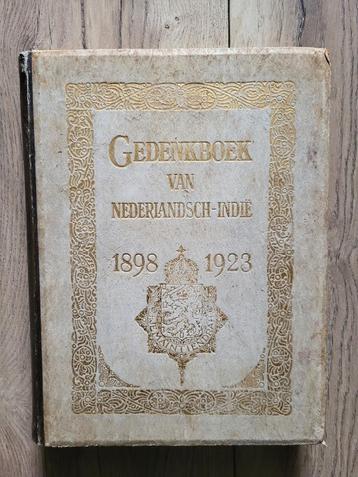 GEDENKBOEK
VAN
NEDERLANDSCH-INDIË
1898 1923